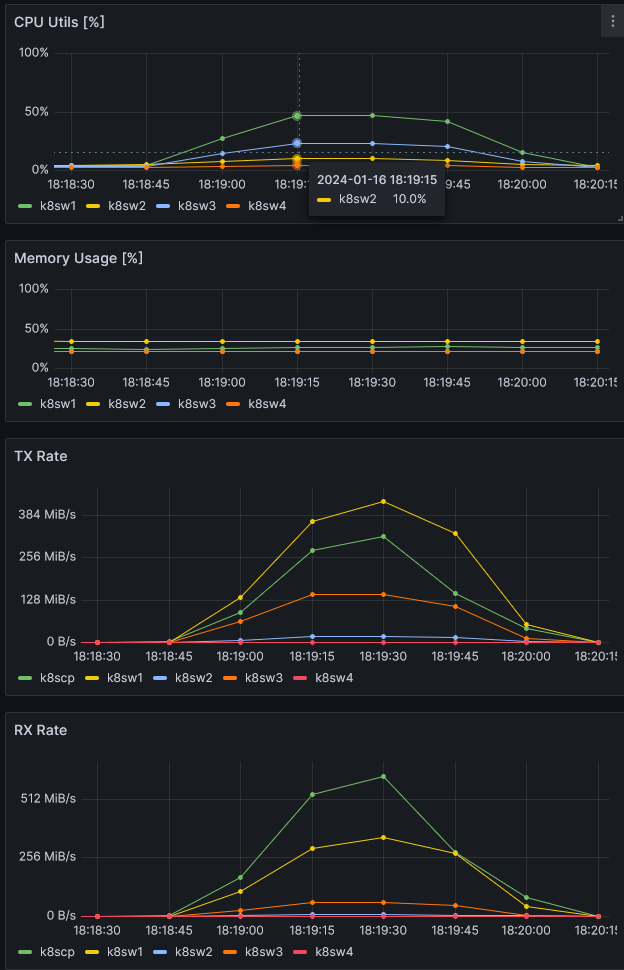 CPU Utils [%]
100%
50%
0%
18:18:30 18:18:45 18:19:00 18:19: 9:45 18:20:00 18:20:15
2024-01-16 18:19:15
k8sw2 10.0%
k8sw1 k8sw2 k8sw3 k8sw4
Memory Usage [%]
100%
50%
0%
18:18:30 18:18:45 18:19:00 18:19:15 18:19:30 18:19:45 18:20:00 18:20:15
k8sw1 k8sw2 k8sw3 k8sw4
TX Rate
384 MiB/s
256 MiB/s
128 MiB/s
0 B/s
18:18:30 18:18:45 18:19:00 18:19:15 18:19:30 18:19:45 18:20:00 18:20:15
k8scp k8sw1 k8sw2 k8sw3 k8sw4
RX Rate
512 MiB/s
256 MiB/s
0 B/s
18:18:30 18:18:45 18:19:00 18:19:15 18:19:30 18:19:45 18:20:00 18:20:15
k8scp k8sw1 k8sw2 k8sw3 k8sw4